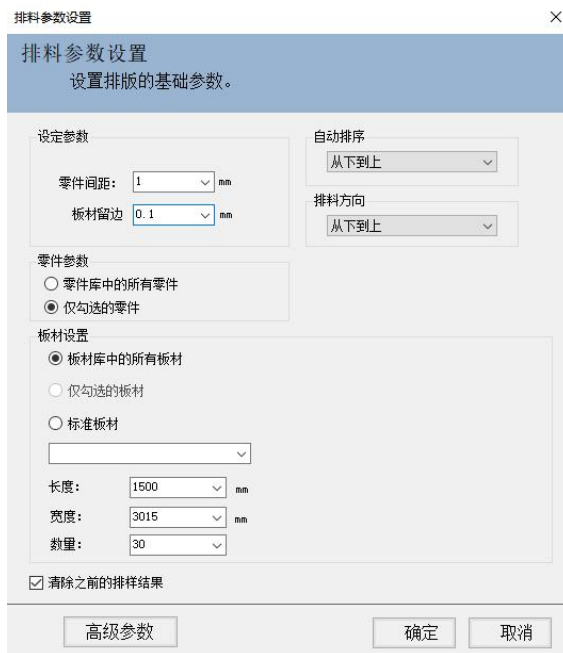 排料参数设置
排料参数设置
设置排版的基础参数。
设定参数
零件间距： 1 mm
板材留边 0.1 mm
自动排序
从下到上
排料方向
从下到上
零件参数
零件库中的所有零件
仅勾选的零件
板材设置
板材库中的所有板材
仅勾选的板材
标准板材
长度： 1500 mm
宽度： 3015 mm
数量： 30
清除之前的排样结果
高级参数 确定 取消